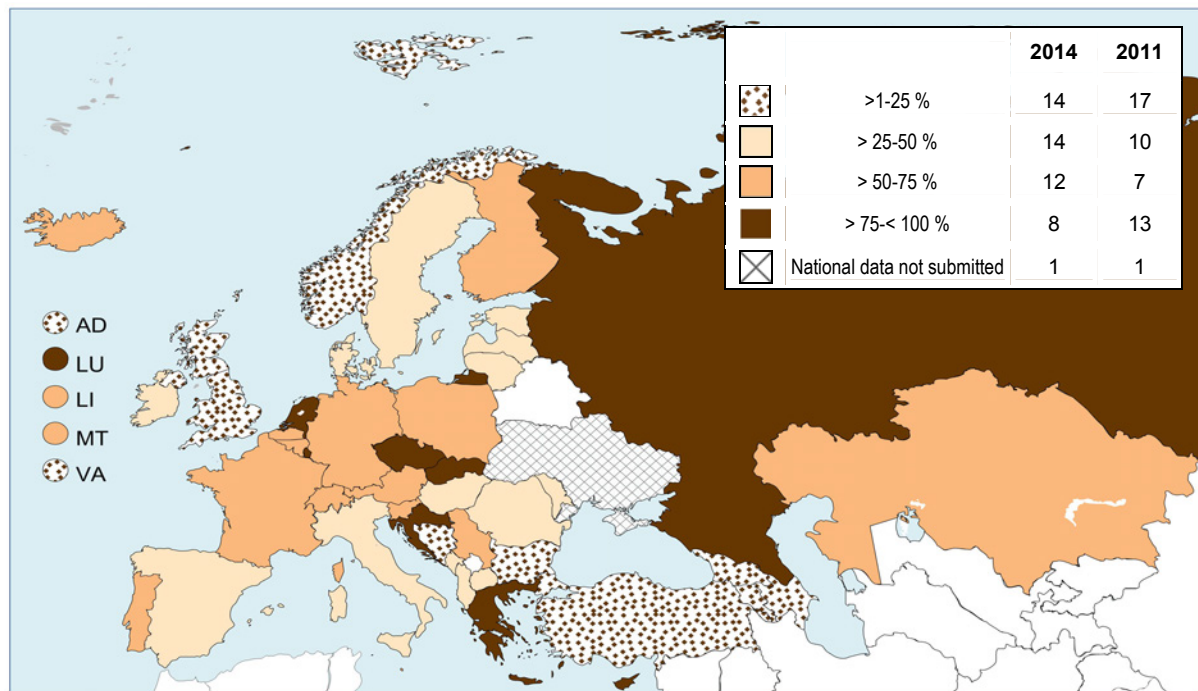 2014 2011
>1-25 % 14 17
> 25-50 % 14 10
> 50-75 % 12 7
> 75-< 100 % 8 13
National data not submitted 1 1
AD
LU
LI
MT
VA